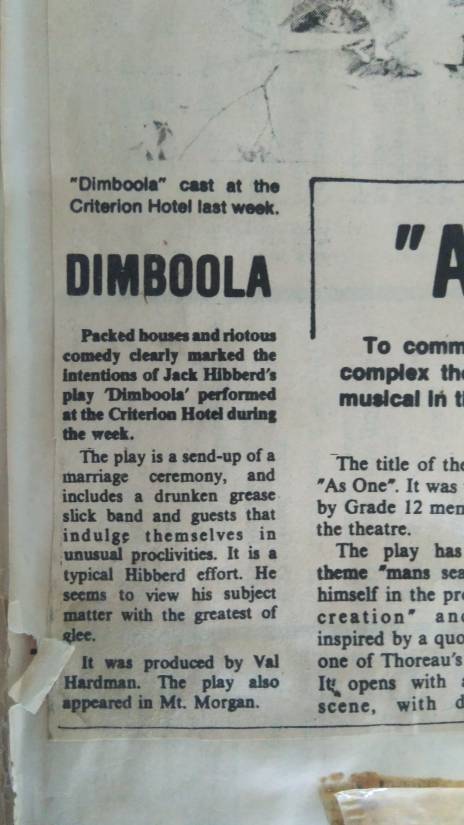 "Dimboola" cast at the
Criterion Hotel last week.
DIMBOOLA
Packed houses and riotous
comedy clearly marked the
intentions of Jack Hibberd's
play 'Dimboola' performed
at the Criterion Hotel during
the week.
The play is a send-up of a
marriage ceremony, and
includes a drunken grease
slick band and guests that
indulge themselves in
unusual proclivities. It is a
typical Hibberd effort. He
seems to view his subject
matter with the greatest of
glee.
It was produced by Val
Hardman. The play also
appeared in Mt. Morgan.
"A
To comm
complex the
musical in t
The title of the
"As One". It was
by Grade 12 mem
the theatre.
The play has
theme "mans sea
himself in the pro
creation" and
inspired by a quo
one of Thoreau's
It opens with a
scene, with d